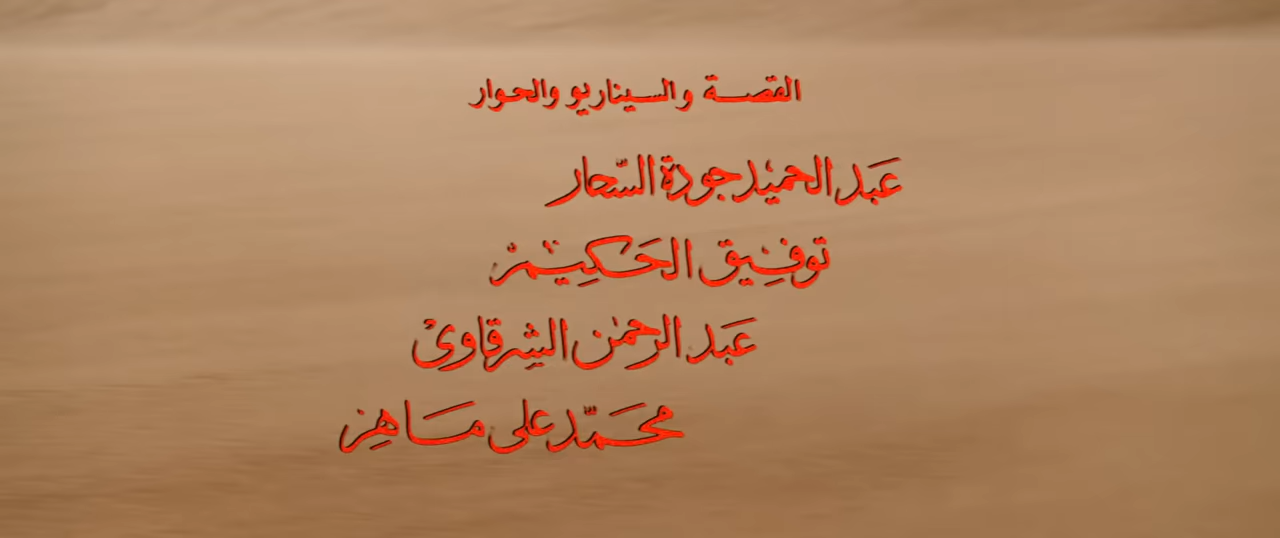 القصة والسيناريو والحوار
عبد الحميد جودة السحار
توفيق الحكيم
عبد الرحمن الشرقاوى
محمد على ماهر